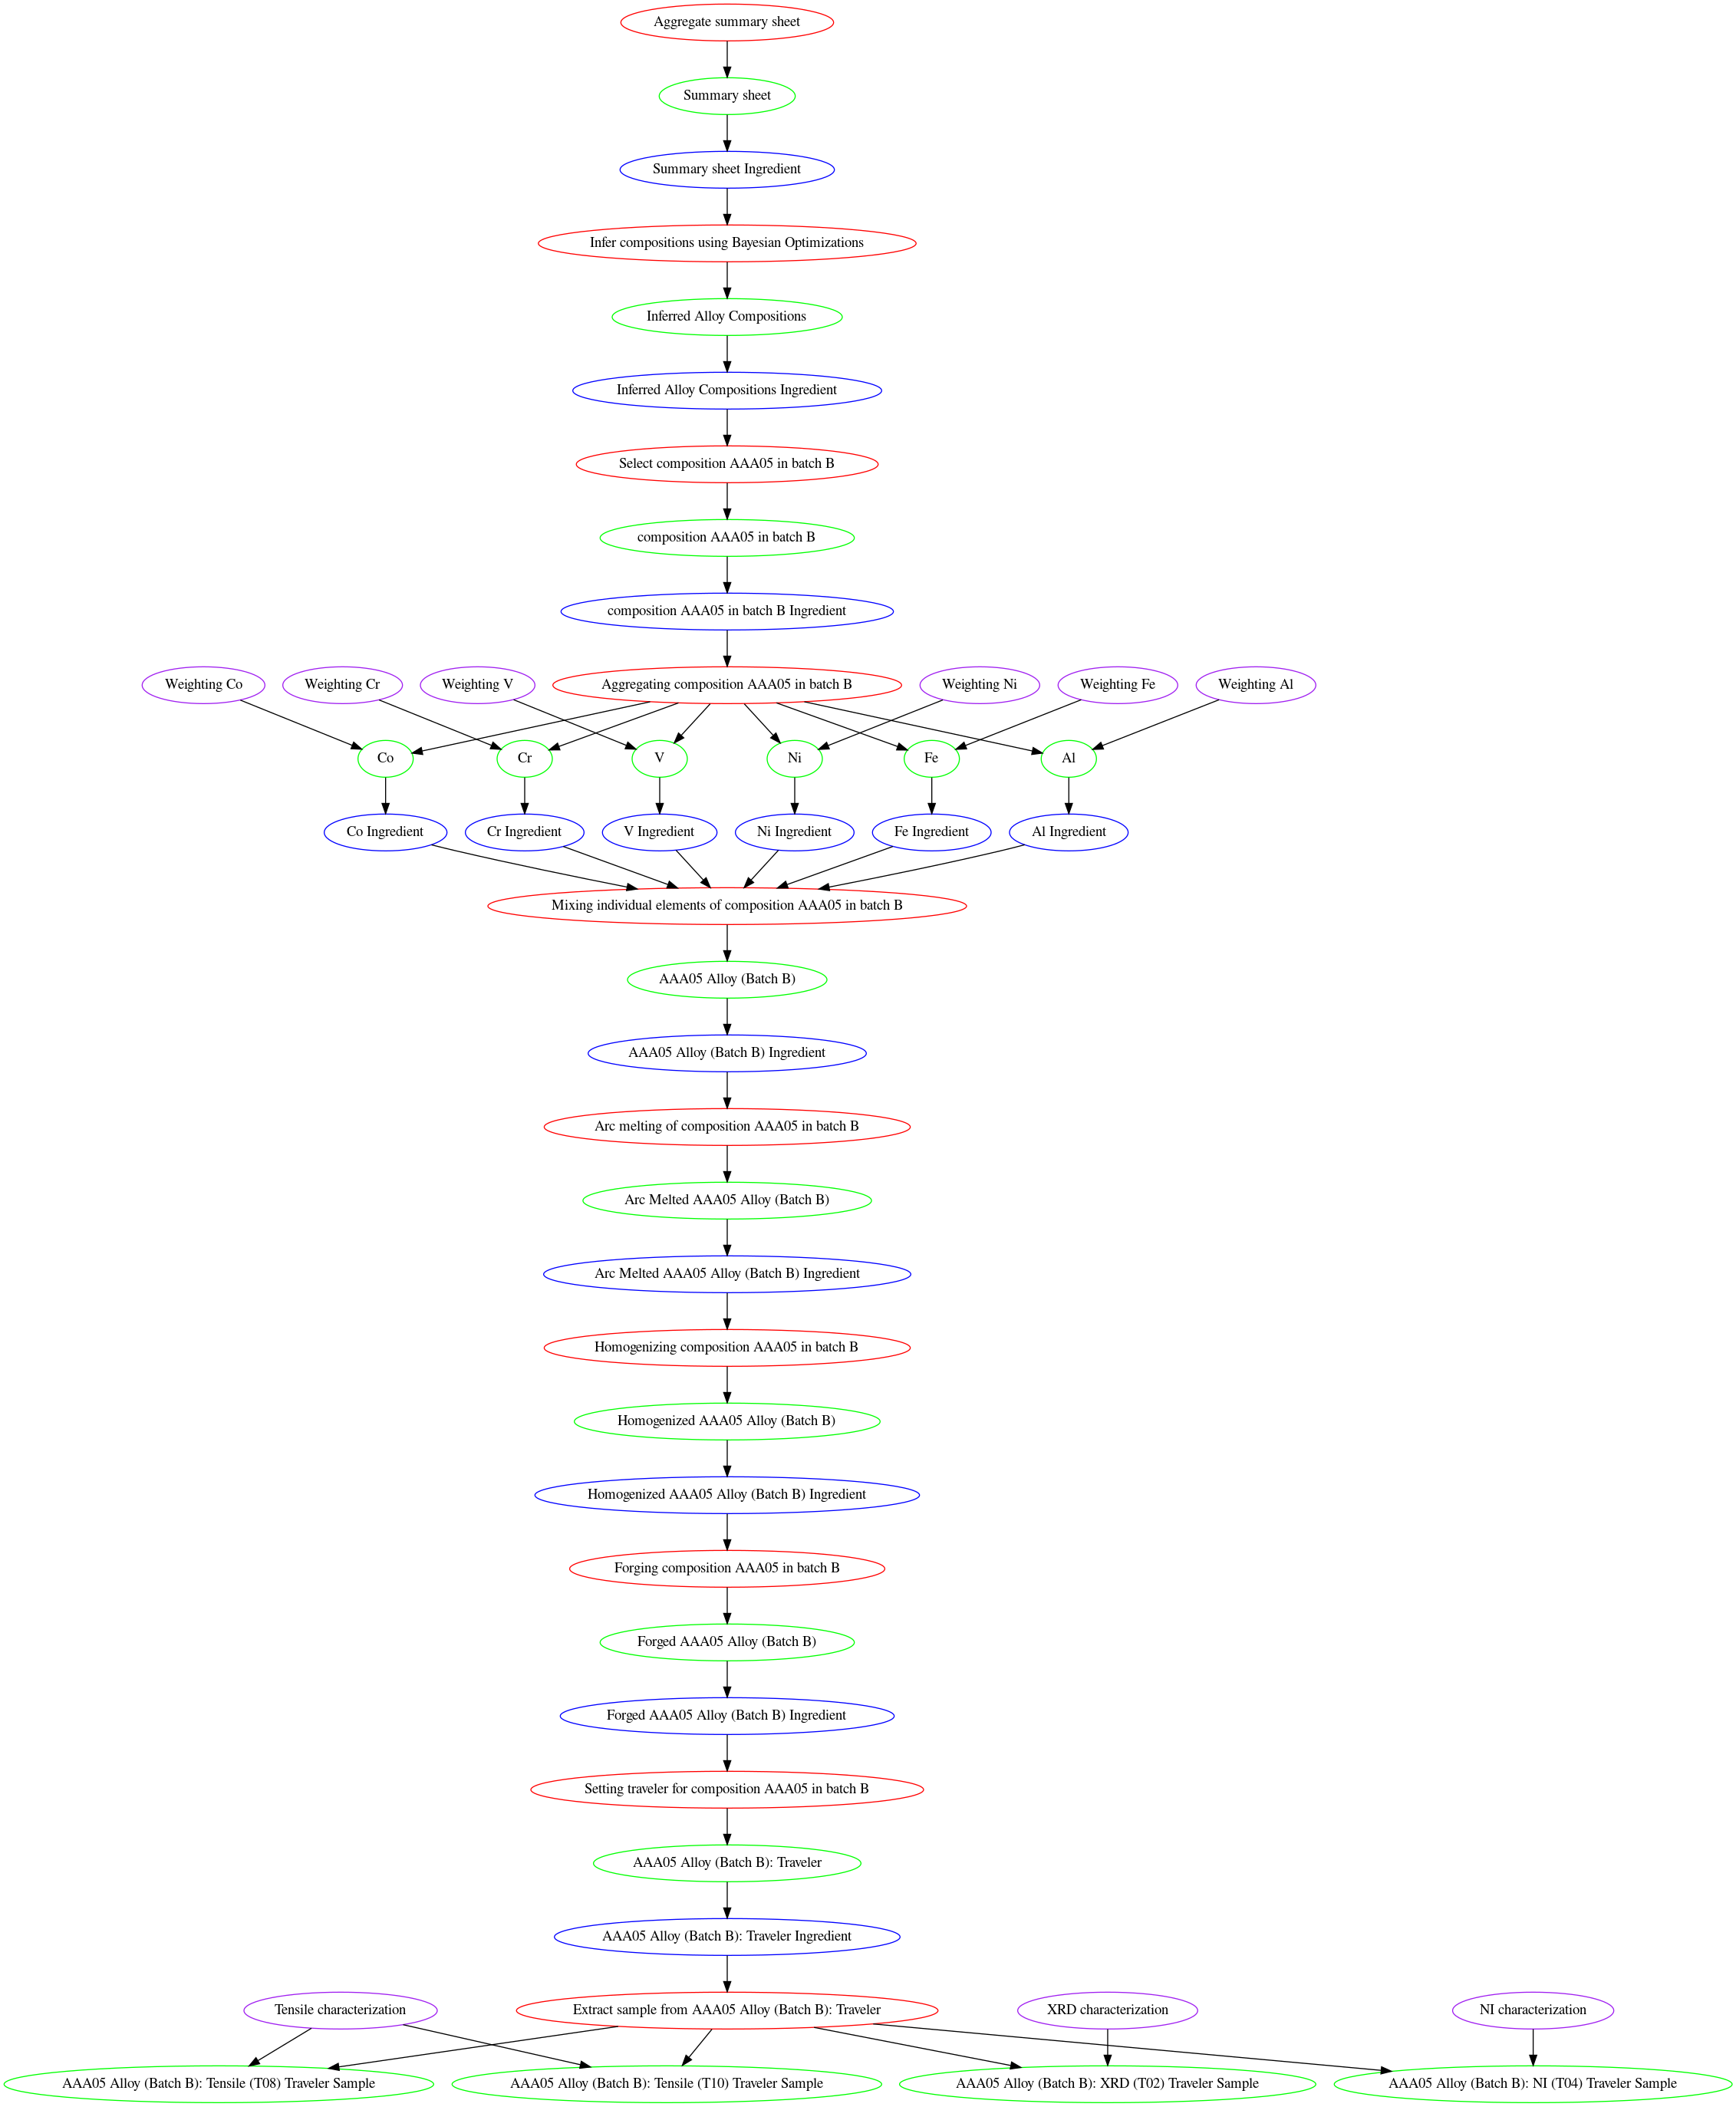 Aggregate summary sheet
Summary sheet
Summary sheet Ingredient
Infer compositions using Bayesian Optimizations
Inferred Alloy Compositions
Inferred Alloy Compositions Ingredient
Select composition AAA05 in batch B
composition AAA05 in batch B
composition AAA05 in batch B Ingredient
Weighting Co
Weighting Cr
Weighting V
Aggregating composition AAA05 in batch B
Weighting Ni
Weighting Fe
Weighting Al
Co
Cr
V
Ni
Fe
Al
Co Ingredient
Cr Ingredient
V Ingredient
Ni Ingredient
Fe Ingredient
Al Ingredient
Mixing individual elements of composition AAA05 in batch B
AAA05 Alloy (Batch B)
AAA05 Alloy (Batch B) Ingredient
Arc melting of composition AAA05 in batch B
Arc Melted AAA05 Alloy (Batch B)
Arc Melted AAA05 Alloy (Batch B) Ingredient
Homogenizing composition AAA05 in batch B
Homogenized AAA05 Alloy (Batch B)
Homogenized AAA05 Alloy (Batch B) Ingredient
Forging composition AAA05 in batch B
Forged AAA05 Alloy (Batch B)
Forged AAA05 Alloy (Batch B) Ingredient
Setting traveler for composition AAA05 in batch B
AAA05 Alloy (Batch B): Traveler
AAA05 Alloy (Batch B): Traveler Ingredient
Tensile characterization
Extract sample from AAA05 Alloy (Batch B): Traveler
XRD characterization
NI characterization
AAA05 Alloy (Batch B): Tensile (T08) Traveler Sample
AAA05 Alloy (Batch B): Tensile (T10) Traveler Sample
AAA05 Alloy (Batch B): XRD (T02) Traveler Sample
AAA05 Alloy (Batch B): NI (T04) Traveler Sample